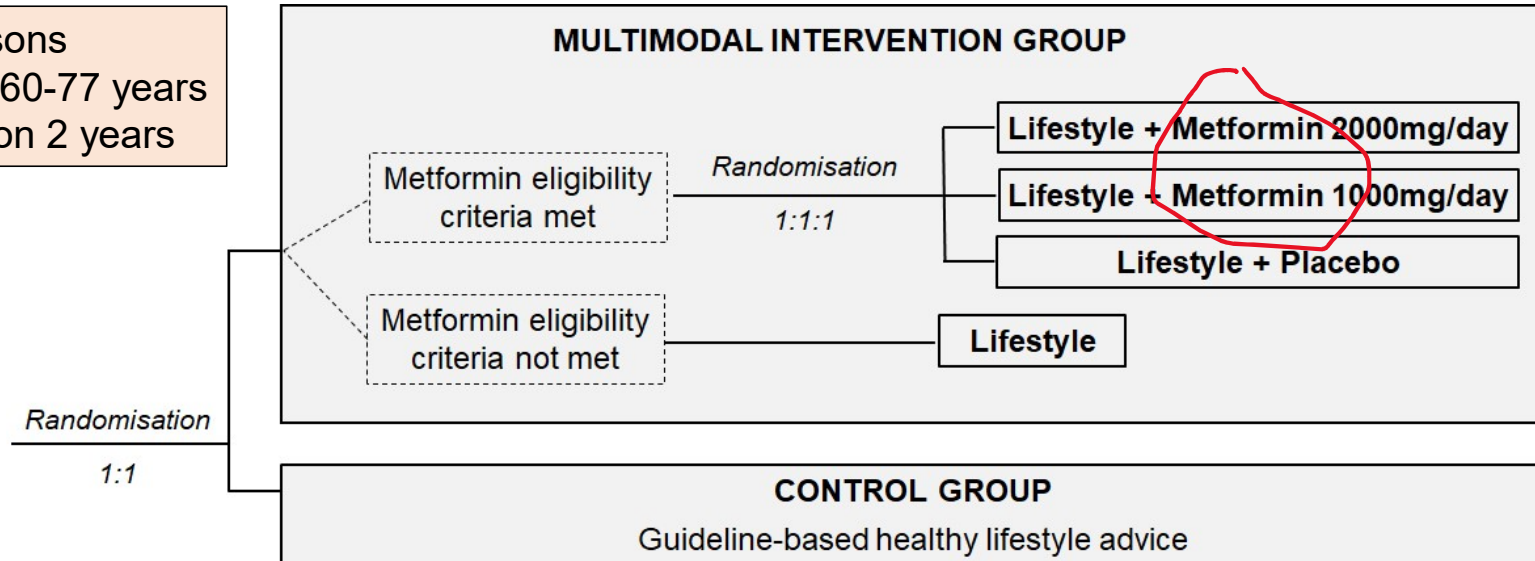 sons
60-77 years
on 2 years
MULTIMODAL INTERVENTION GROUP
Metformin eligibility
criteria met
Randomisation
1:1:1
Lifestyle + Metformin 2000mg/day
Lifestyle + Metformin 1000mg/day
Lifestyle + Placebo
Metformin eligibility
criteria not met
Lifestyle
Randomisation
1:1
CONTROL GROUP
Guideline-based healthy lifestyle advice